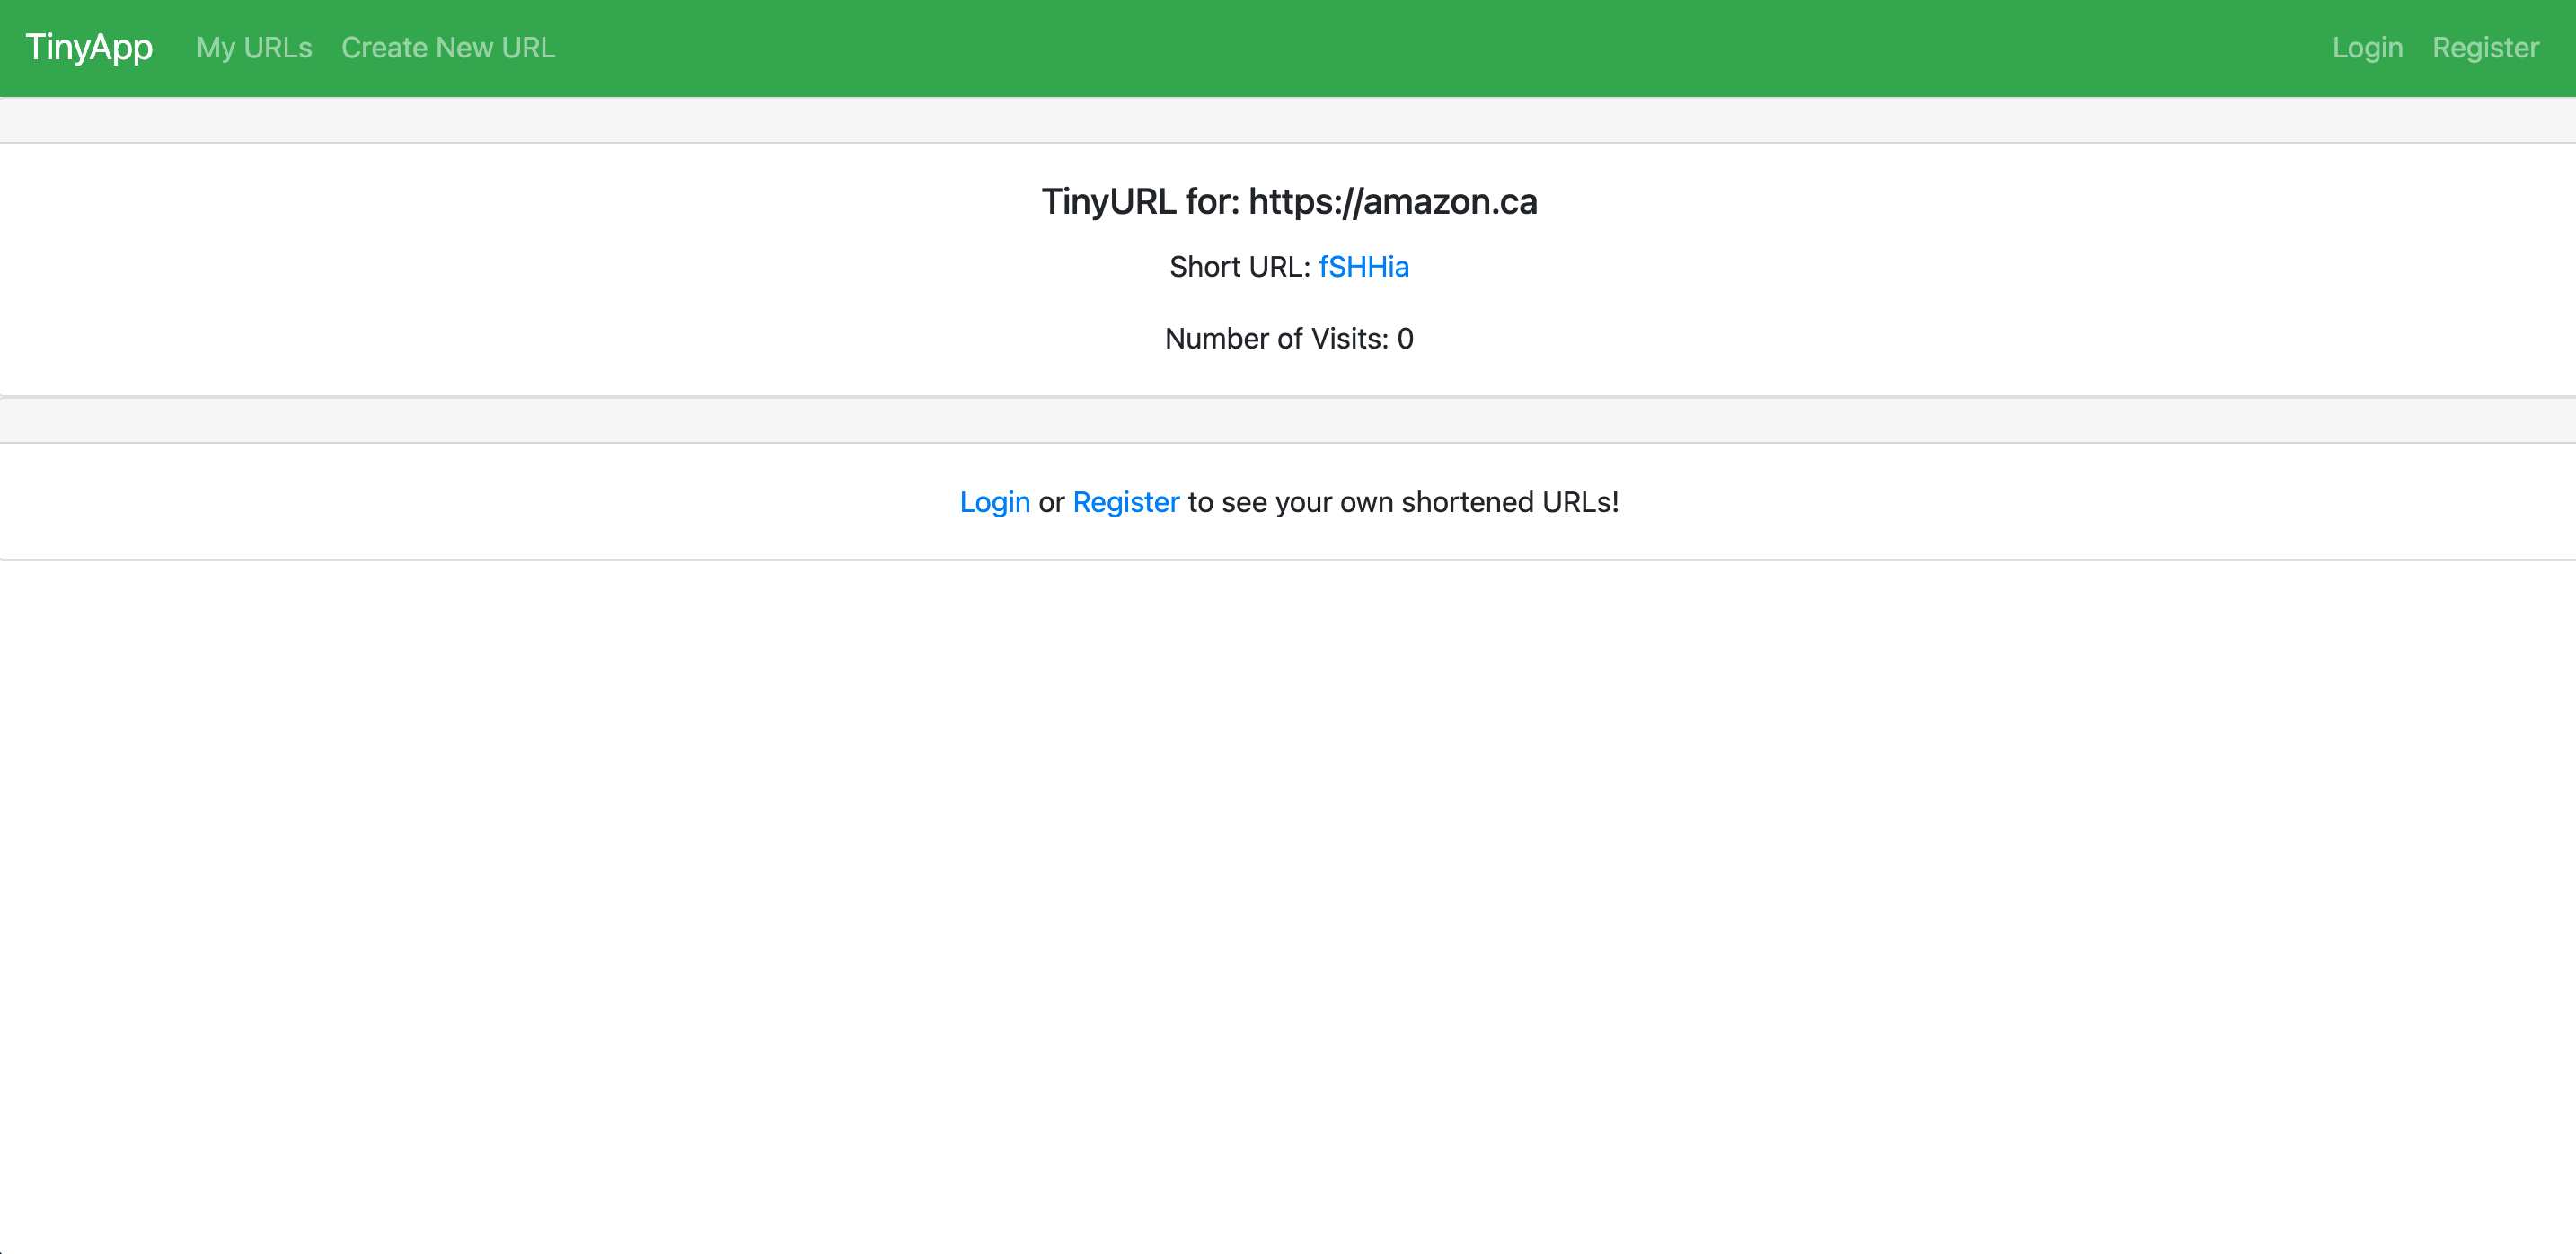 TinyApp My URLs Create New URL Login Register
TinyURL for: https://amazon.ca
Short URL: fSHHia
Number of Visits: 0
Login or Register to see your own shortened URLs!